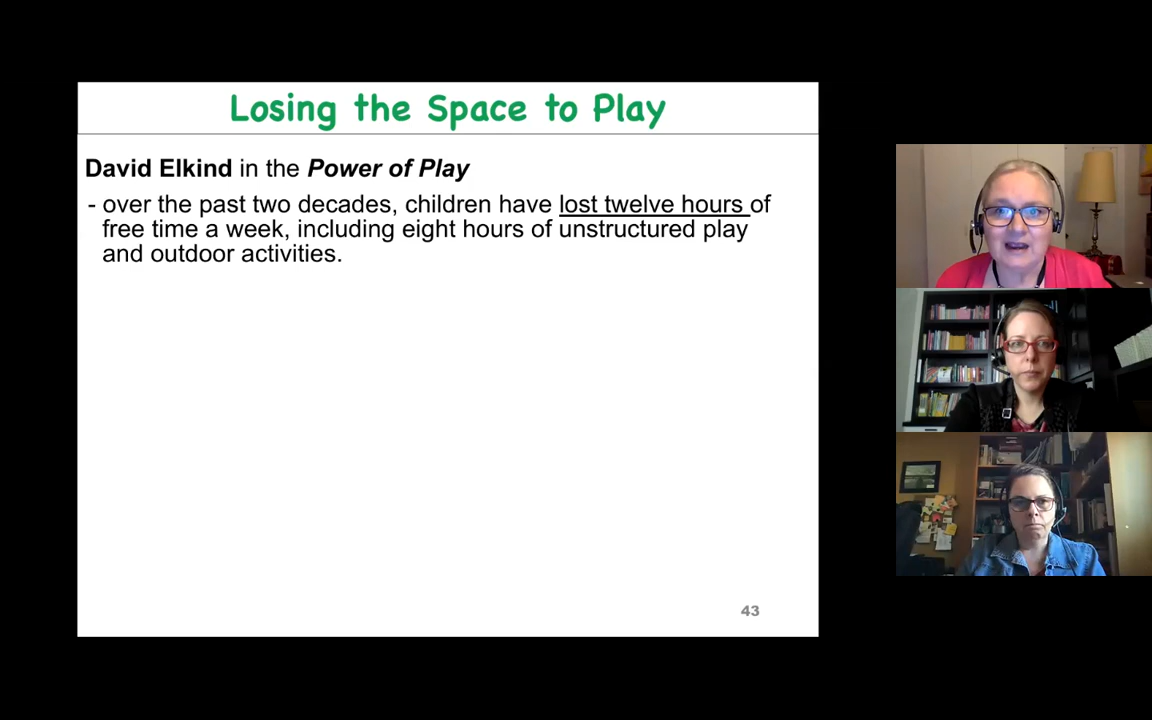 Losing the Space to Play
David Elkind in the Power of Play
- over the past two decades, children have lost twelve hours of
free time a week, including eight hours of unstructured play
and outdoor activities.
43